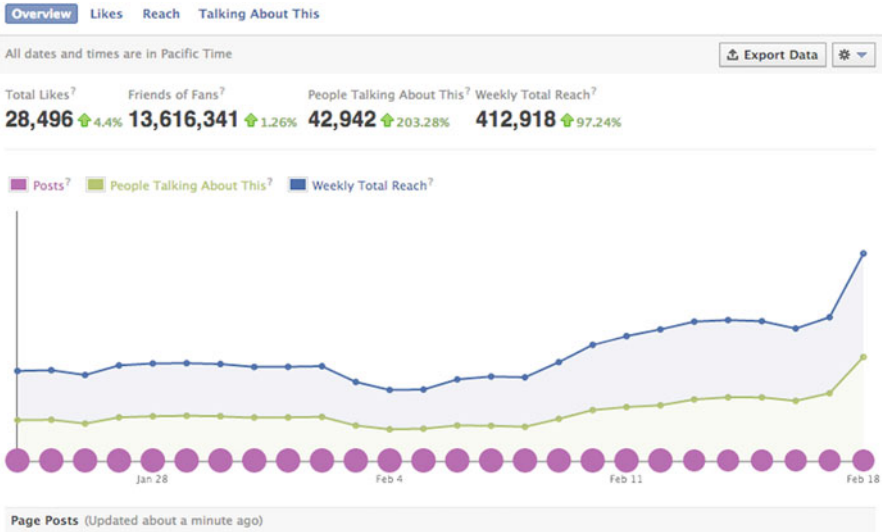 Overview Likes Reach Talking About This
All dates and times are in Pacific Time Export Data
Total Likes? Friends of Fans? People Talking About This? Weekly Total Reach?
28,496 4.4% 13,616,341 1.26% 42,942 203.28% 412,918 97.24%
Posts? People Talking About This? Weekly Total Reach?
Jan 28 Feb 4 Feb 11 Feb 18
Page Posts (Updated about a minute ago)